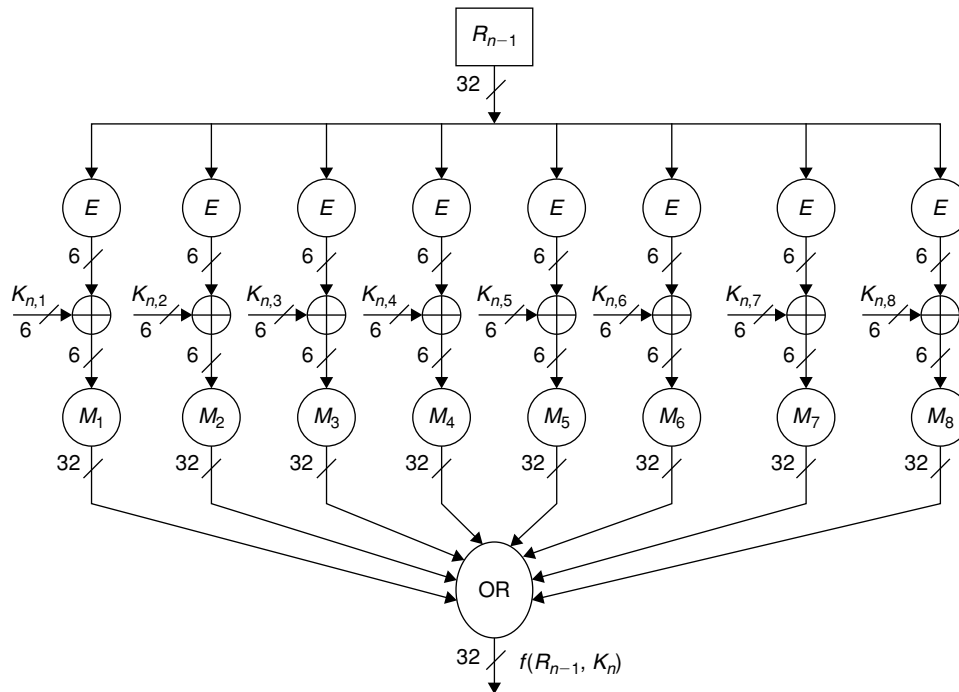 R_{n−1}
32
E E E E E E E E
6 6 6 6 6 6 6 6
K_{n,1} K_{n,2} K_{n,3} K_{n,4} K_{n,5} K_{n,6} K_{n,7} K_{n,8}
6 6 6 6 6 6 6 6
6 6 6 6 6 6 6 6
M_1 M_2 M_3 M_4 M_5 M_6 M_7 M_8
32 32 32 32 32 32 32 32
OR
32 f(R_{n−1}, K_n)